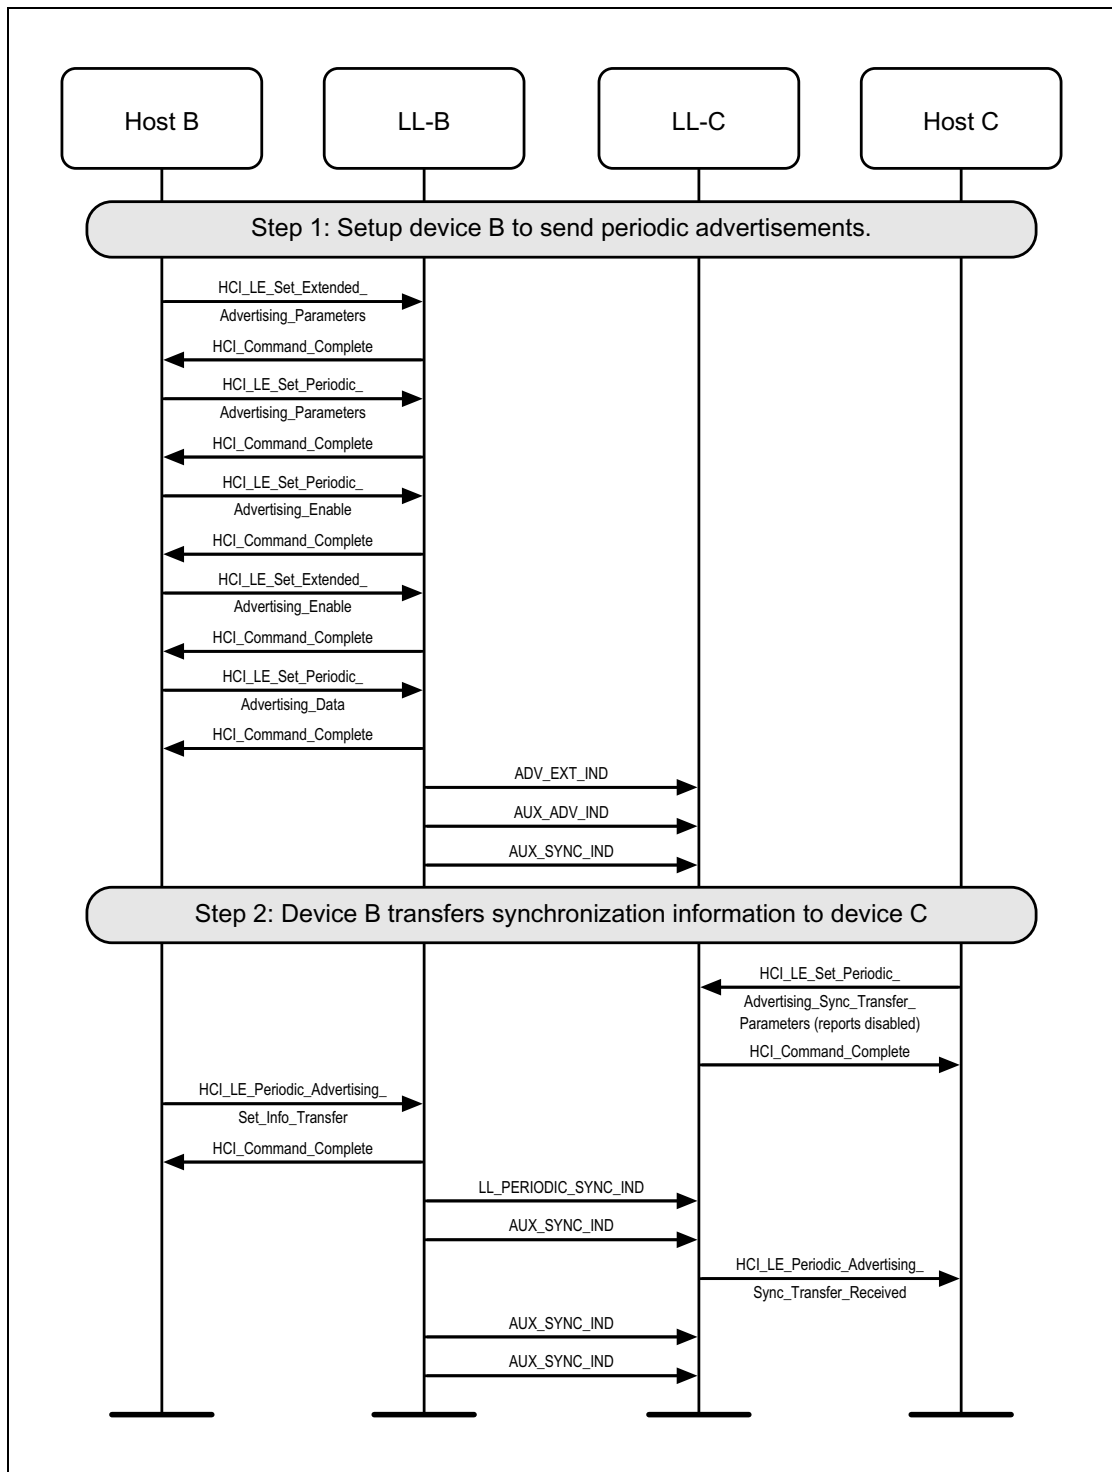 Host B
LL-B
LL-C
Host C
Step 1: Setup device B to send periodic advertisements.
HCI_LE_Set_Extended_
Advertising_Parameters
HCI_Command_Complete
HCI_LE_Set_Periodic_
Advertising_Parameters
HCI_Command_Complete
HCI_LE_Set_Periodic_
Advertising_Enable
HCI_Command_Complete
HCI_LE_Set_Extended_
Advertising_Enable
HCI_Command_Complete
HCI_LE_Set_Periodic_
Advertising_Data
HCI_Command_Complete
ADV_EXT_IND
AUX_ADV_IND
AUX_SYNC_IND
Step 2: Device B transfers synchronization information to device C
HCI_LE_Set_Periodic_
Advertising_Sync_Transfer_
Parameters (reports disabled)
HCI_Command_Complete
HCI_LE_Periodic_Advertising_
Set_Info_Transfer
HCI_Command_Complete
LL_PERIODIC_SYNC_IND
AUX_SYNC_IND
HCI_LE_Periodic_Advertising_
Sync_Transfer_Received
AUX_SYNC_IND
AUX_SYNC_IND